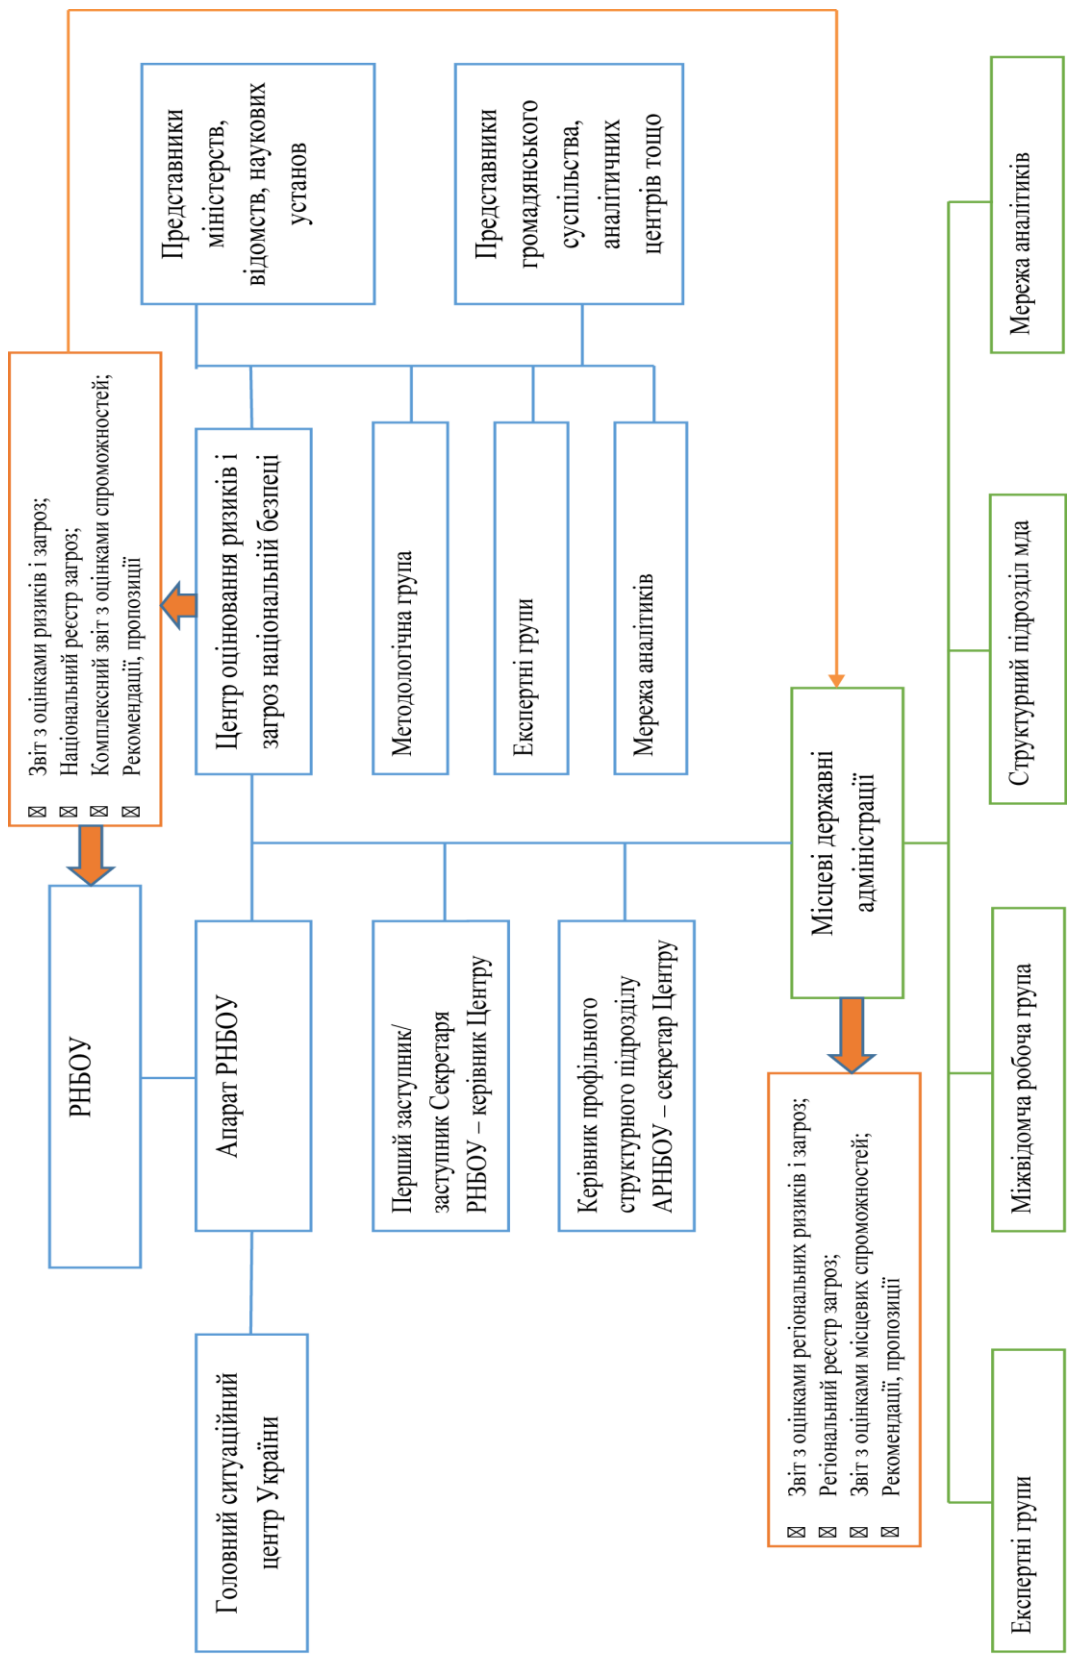 РНБОУ
Звіт з оцінками ризиків і загроз;
Національний реєстр загроз;
Комплексний звіт з оцінками спроможностей;
Рекомендації, пропозиції
Головний ситуаційний
центр України
Апарат РНБОУ
Центр оцінювання ризиків і
загроз національній безпеці
Представники
міністерств,
відомств, наукових
установ
Перший заступник/
заступник Секретаря
РНБОУ – керівник Центру
Методологічна група
Представники
громадянського
суспільства,
аналітичних
центрів тощо
Експертні групи
Керівник профільного
структурного підрозділу
АРНБОУ – секретар Центру
Мережа аналітиків
Звіт з оцінками регіональних ризиків і загроз;
Регіональний реєстр загроз;
Звіт з оцінками місцевих спроможностей;
Рекомендації, пропозиції
Місцеві державні
адміністрації
Експертні групи
Міжвідомча робоча група
Структурний підрозділ мда
Мережа аналітиків